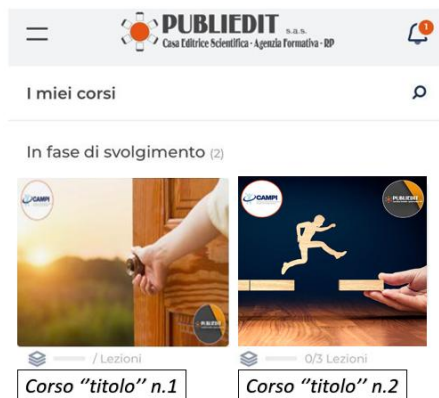 PUBLIEDIT s.a.s.
Casa Editrice Scientifica - Agenzia Formativa - RP
1
I miei corsi
In fase di svolgimento (2)
CAMPI
CAMPI
PUBLIEDIT
/ Lezioni
0/3 Lezioni
Corso ‘’titolo’’ n.1
Corso ‘’titolo’’ n.2